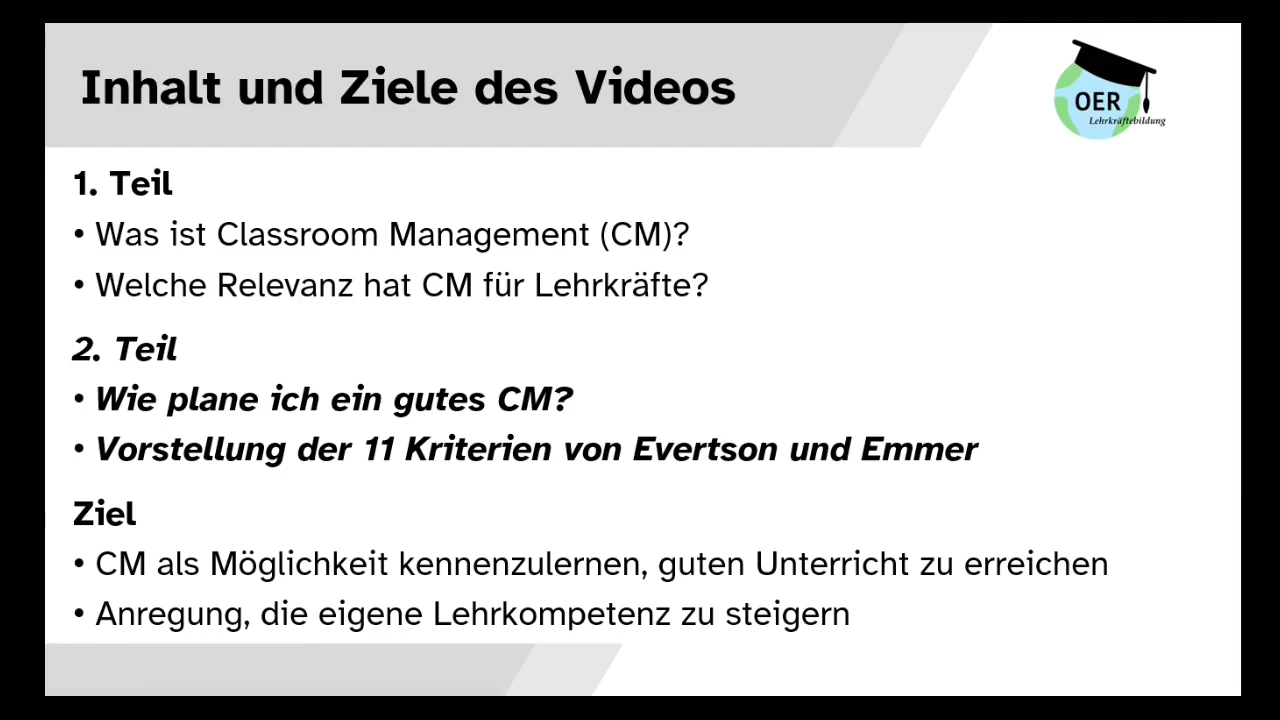 Inhalt und Ziele des Videos
OER
Lehrkräftebildung
1. Teil
• Was ist Classroom Management (CM)?
• Welche Relevanz hat CM für Lehrkräfte?
2. Teil
• Wie plane ich ein gutes CM?
• Vorstellung der 11 Kriterien von Evertson und Emmer
Ziel
• CM als Möglichkeit kennenzulernen, guten Unterricht zu erreichen
• Anregung, die eigene Lehrkompetenz zu steigern